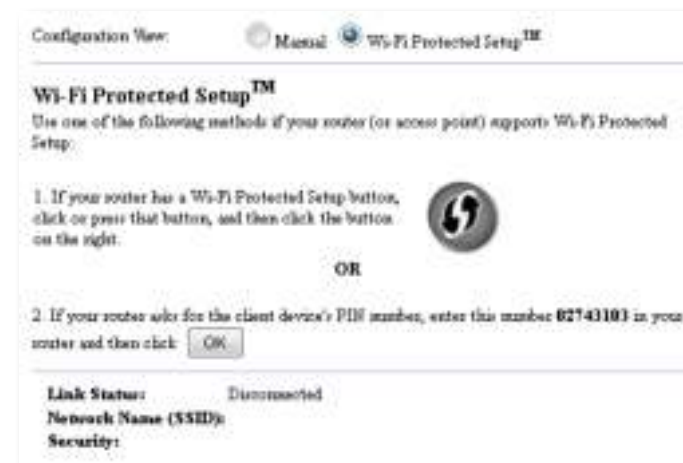 Configuration View: Manual Wi-Fi Protected Setup™
Wi-Fi Protected Setup™
Use one of the following methods if your router (or access point) supports Wi-Fi Protected
Setup:
1. If your router has a Wi-Fi Protected Setup button,
click or press that button, and then click the button
on the right.
OR
2. If your router asks for the client device's PIN number, enter this number 02743103 in your
router and then click OK
Link Status: Disconnected
Network Name (SSID):
Security: